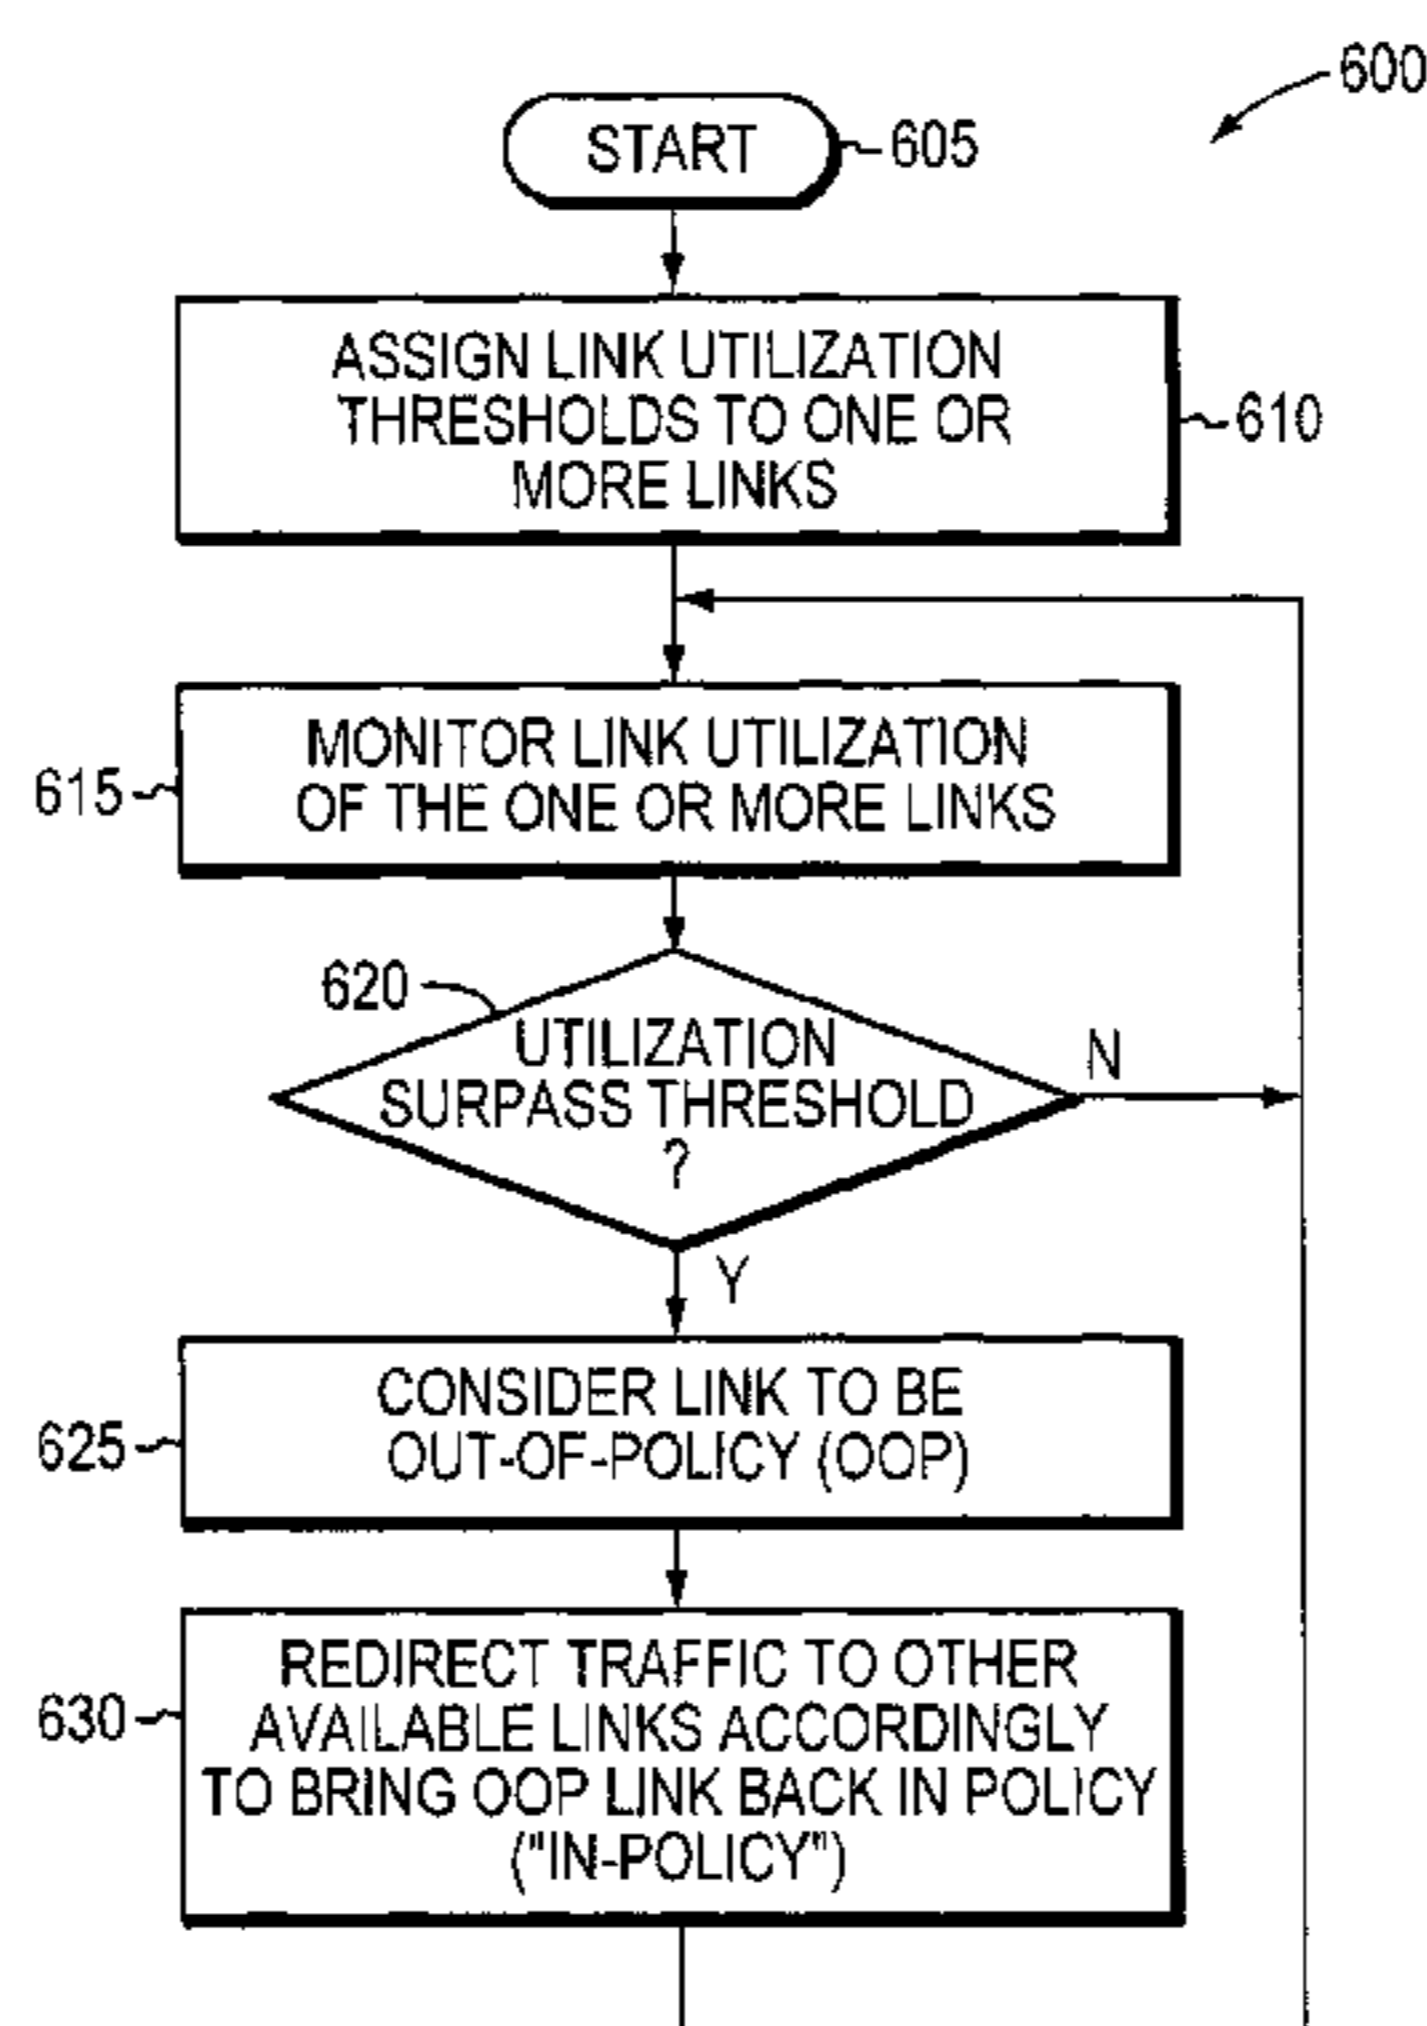 600
START
605
ASSIGN LINK UTILIZATION
THRESHOLDS TO ONE OR
MORE LINKS
610
MONITOR LINK UTILIZATION
OF THE ONE OR MORE LINKS
615
620
UTILIZATION
SURPASS THRESHOLD
?
N
Y
CONSIDER LINK TO BE
OUT-OF-POLICY (OOP)
625
REDIRECT TRAFFIC TO OTHER
AVAILABLE LINKS ACCORDINGLY
TO BRING OOP LINK BACK IN POLICY
("IN-POLICY")
630